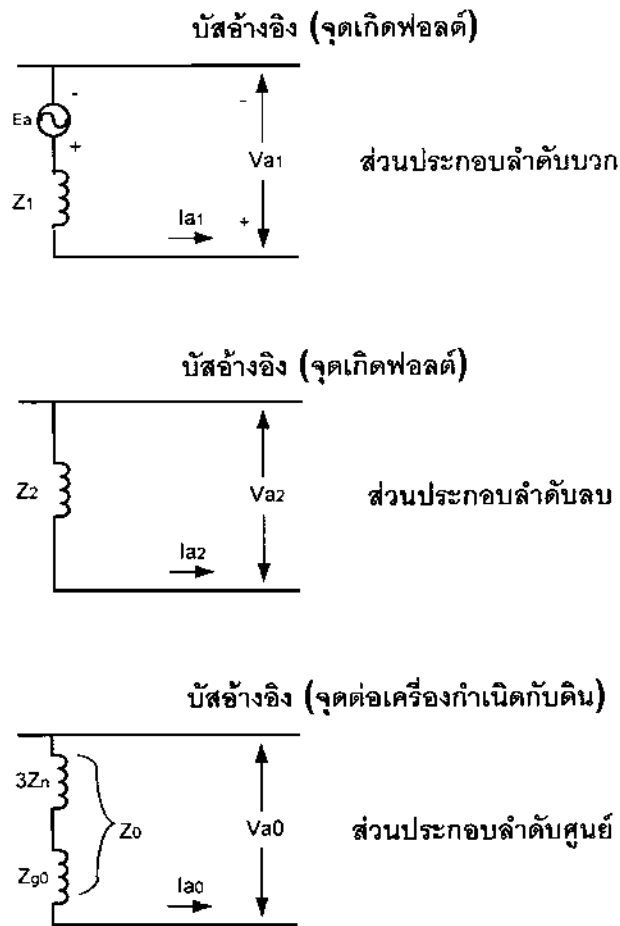 บัสอ้างอิง (จุดเกิดฟอลต์)
-
-
Ea
+
Va1
ส่วนประกอบลำดับบวก
Z1
Ia1
+
บัสอ้างอิง (จุดเกิดฟอลต์)
Z2
Va2
ส่วนประกอบลำดับลบ
Ia2
บัสอ้างอิง (จุดต่อเครื่องกำเนิดกับดิน)
3Zn
Z0
Va0
ส่วนประกอบลำดับศูนย์
Zg0
Ia0